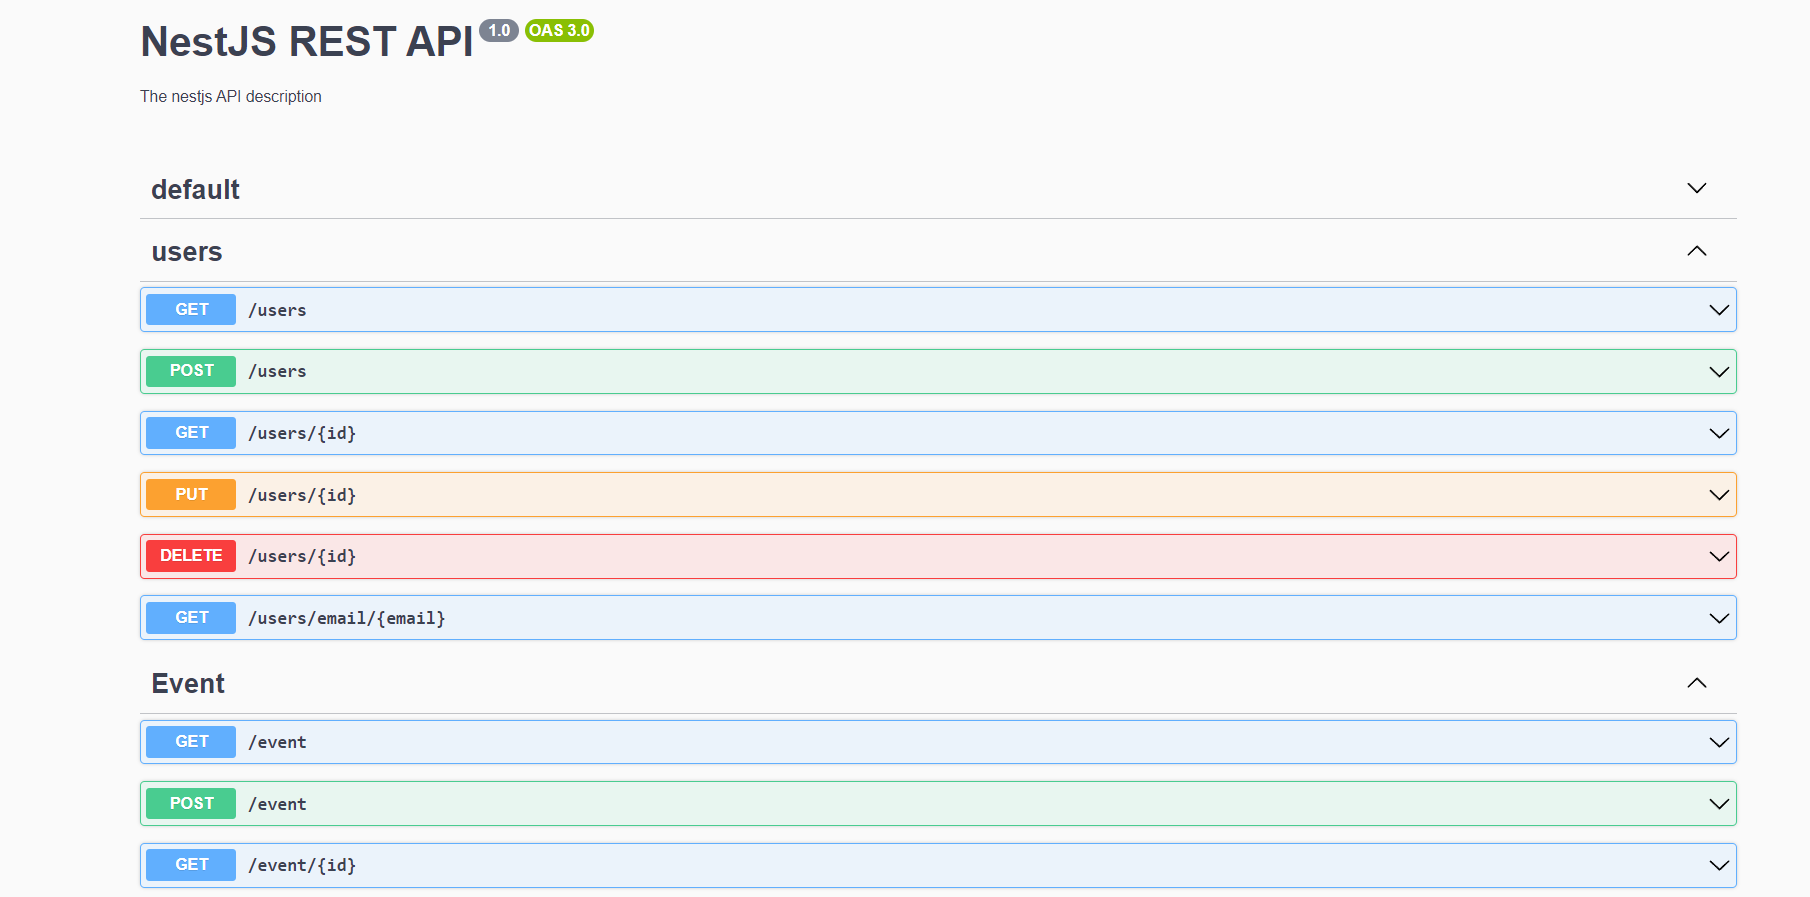 NestJS REST API 1.0 OAS 3.0
The nestjs API description
default
users
GET /users
POST /users
GET /users/{id}
PUT /users/{id}
DELETE /users/{id}
GET /users/email/{email}
Event
GET /event
POST /event
GET /event/{id}